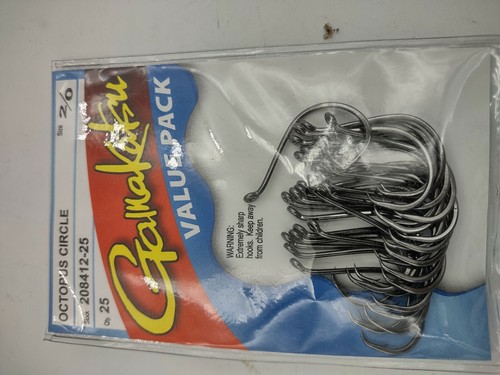 OCTOPUS CIRCLE
Size 2/0
Stock 208412-25
Qty. 25
Gamakatsu
VALUE PACK
WARNING:
Extremely sharp
hooks. Keep away
from children.